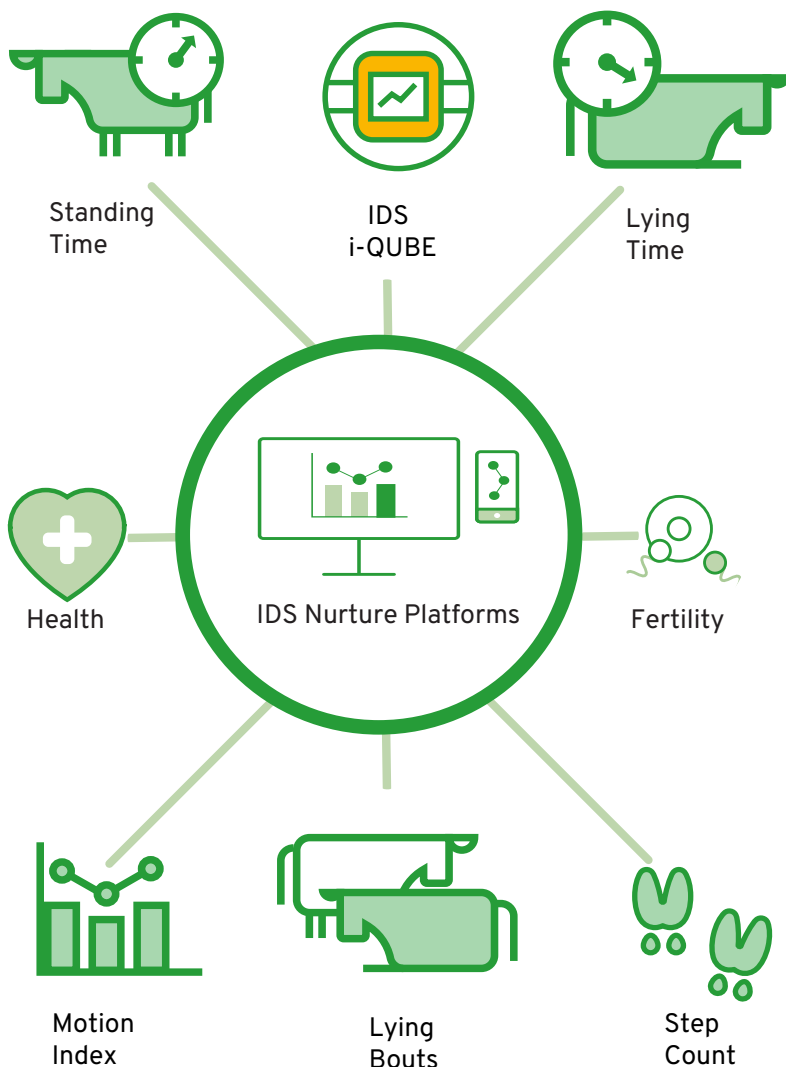 Standing
Time
IDS
i-QUBE
Lying
Time
Health
IDS Nurture Platforms
Fertility
Motion
Index
Lying
Bouts
Step
Count